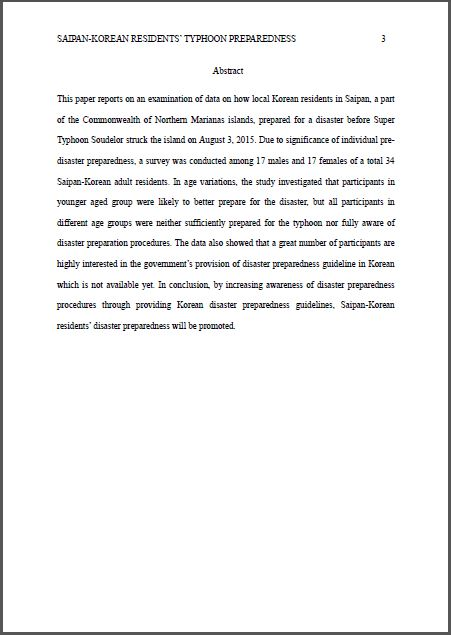 SAIPAN-KOREAN RESIDENTS' TYPHOON PREPAREDNESS 3
Abstract
This paper reports on an examination of data on how local Korean residents in Saipan, a part
of the Commonwealth of Northern Marianas islands, prepared for a disaster before Super
Typhoon Soudelor struck the island on August 3, 2015. Due to significance of individual pre-
disaster preparedness, a survey was conducted among 17 males and 17 females of a total 34
Saipan-Korean adult residents. In age variations, the study investigated that participants in
younger aged group were likely to better prepare for the disaster, but all participants in
different age groups were neither sufficiently prepared for the typhoon nor fully aware of
disaster preparation procedures. The data also showed that a great number of participants are
highly interested in the government's provision of disaster preparedness guideline in Korean
which is not available yet. In conclusion, by increasing awareness of disaster preparedness
procedures through providing Korean disaster preparedness guidelines, Saipan-Korean
residents' disaster preparedness will be promoted.